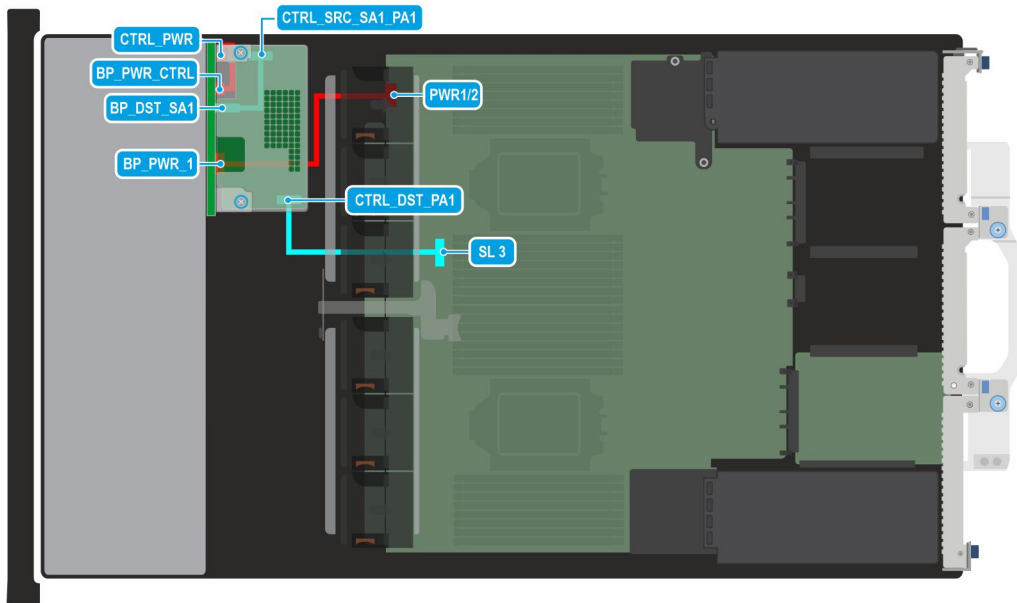 CTRL_SRC_SA1_PA1
CTRL_PWR
BP_PWR_CTRL
PWR1/2
BP_DST_SA1
BP_PWR_1
CTRL_DST_PA1
SL 3